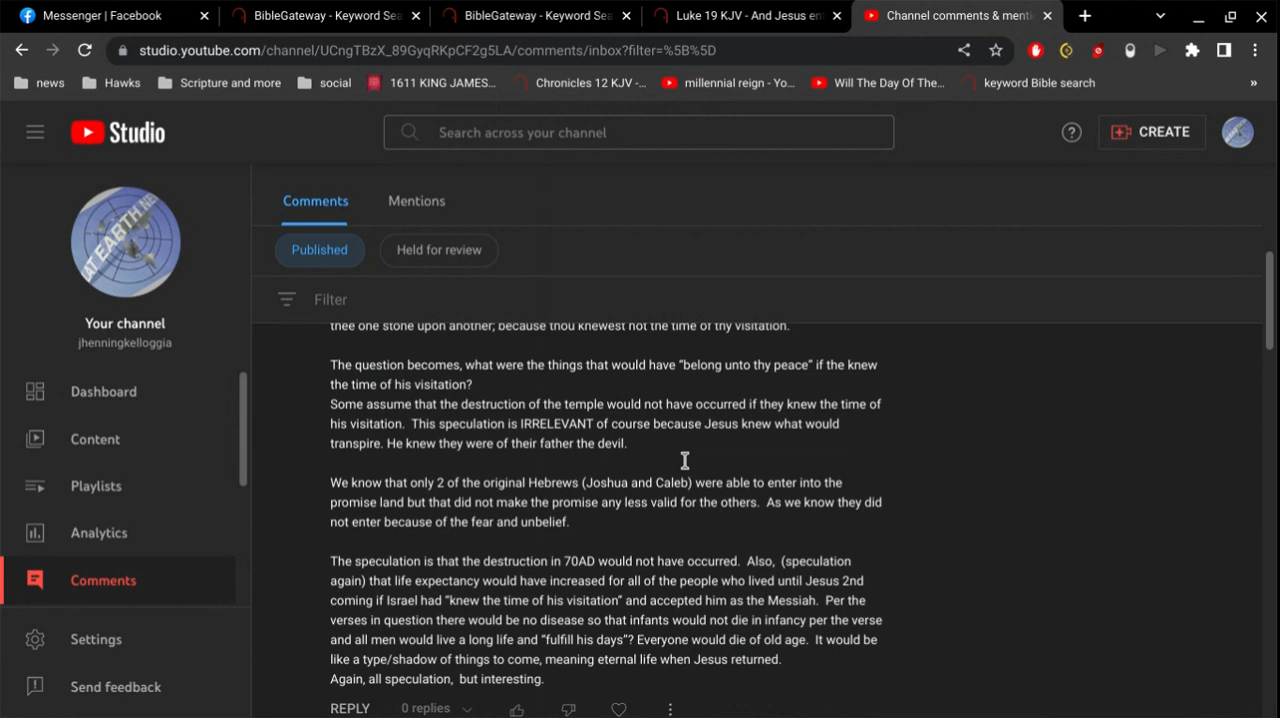 Messenger | Facebook
BibleGateway - Keyword Sea
BibleGateway - Keyword Sea
Luke 19 KJV - And Jesus en
Channel comments & menti
studio.youtube.com/channel/UCngTBzX_89GyqRKpCF2g5LA/comments/inbox?filter=%5B%5D
news
Hawks
Scripture and more
social
1611 KING JAMES...
Chronicles 12 KJV -...
millennial reign - Yo...
Will The Day Of The...
keyword Bible search
»
Studio
Search across your channel
CREATE
AT EARTH NE
Your channel
jhenningkelloggia
Dashboard
Content
Playlists
Analytics
Comments
Settings
Send feedback
Comments
Mentions
Published
Held for review
Filter
thee one stone upon another; because thou knewest not the time of thy visitation.
The question becomes, what were the things that would have “belong unto thy peace” if the knew
the time of his visitation?
Some assume that the destruction of the temple would not have occurred if they knew the time of
his visitation. This speculation is IRRELEVANT of course because Jesus knew what would
transpire. He knew they were of their father the devil.
We know that only 2 of the original Hebrews (Joshua and Caleb) were able to enter into the
promise land but that did not make the promise any less valid for the others. As we know they did
not enter because of the fear and unbelief.
The speculation is that the destruction in 70AD would not have occurred. Also, (speculation
again) that life expectancy would have increased for all of the people who lived until Jesus 2nd
coming if Israel had “knew the time of his visitation” and accepted him as the Messiah. Per the
verses in question there would be no disease so that infants would not die in infancy per the verse
and all men would live a long life and “fulfill his days”? Everyone would die of old age. It would be
like a type/shadow of things to come, meaning eternal life when Jesus returned.
Again, all speculation, but interesting.
REPLY
0 replies